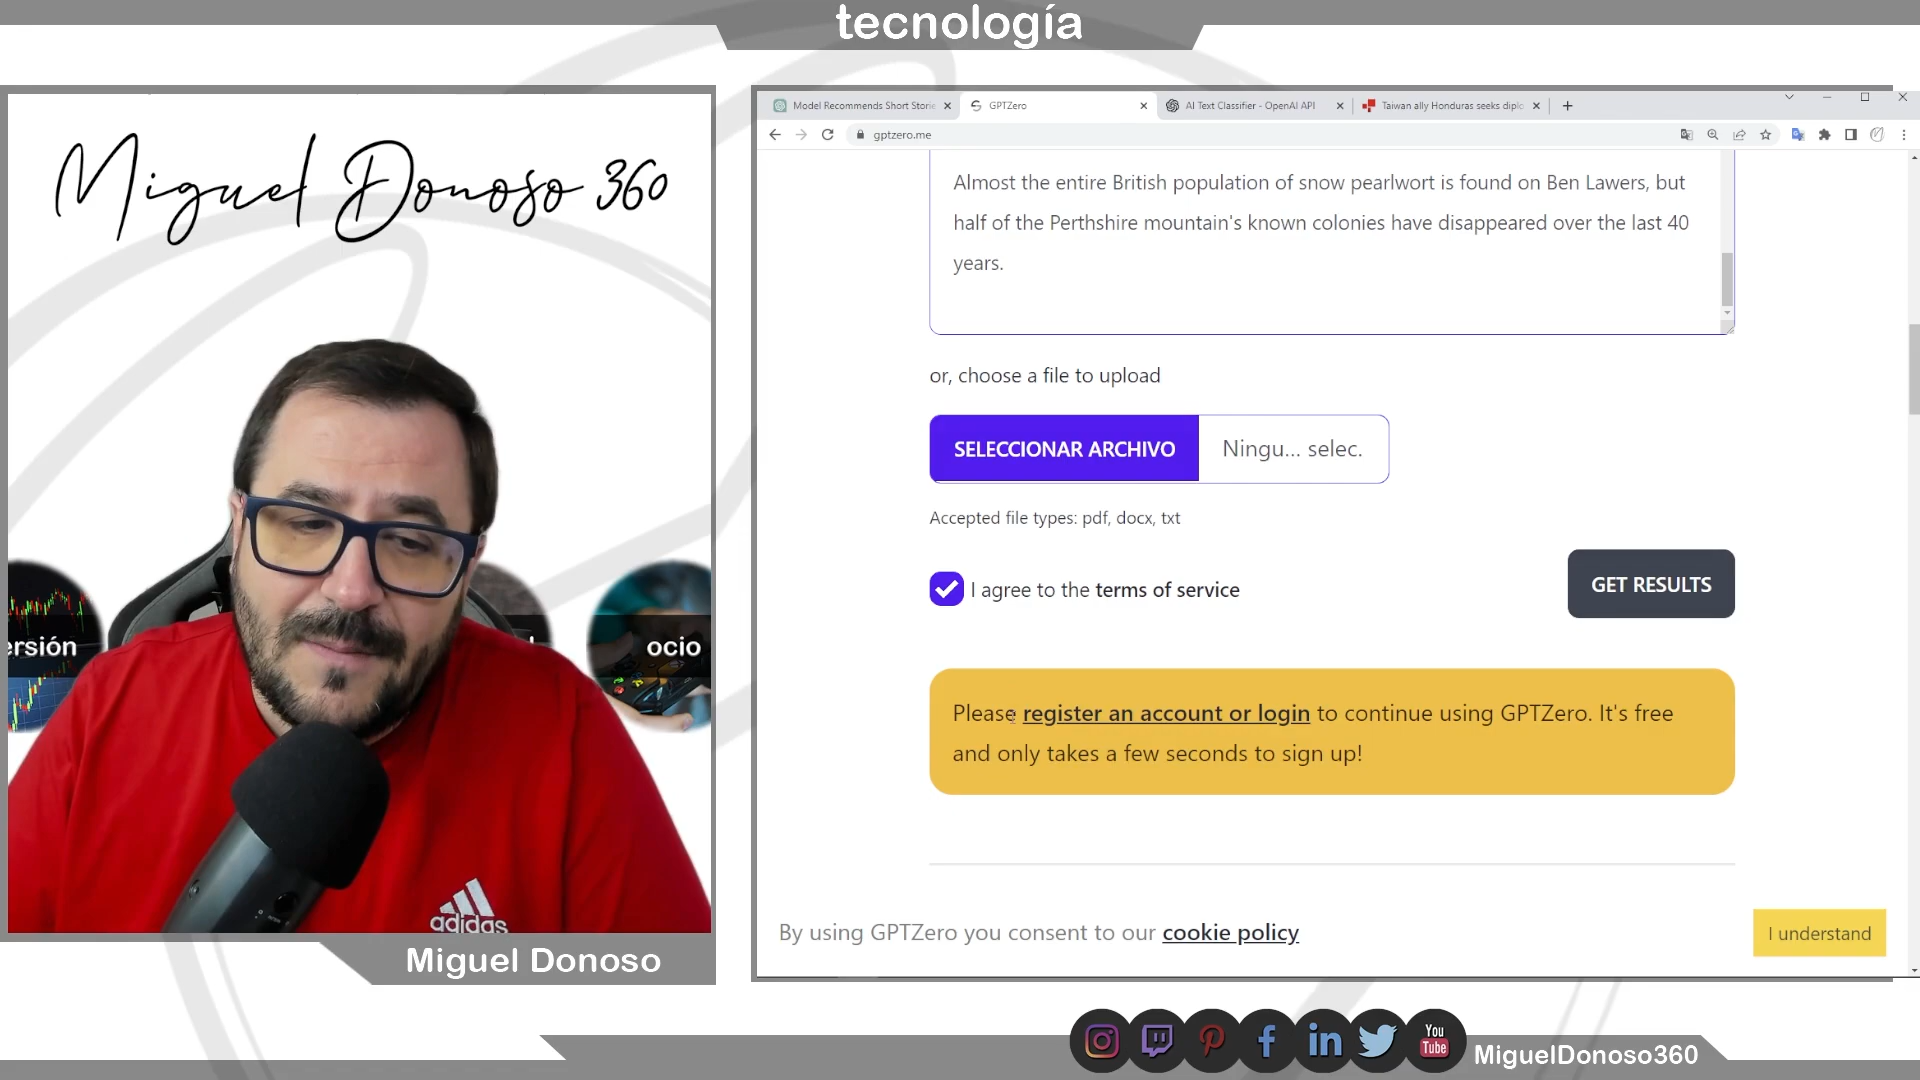 tecnología
Miguel Donoso 360
ersión
ocio
adidas
Miguel Donoso
Model Recommends Short Storie
GPTZero
AI Text Classifier - OpenAI API
Taiwan ally Honduras seeks diplo
gptzero.me
Almost the entire British population of snow pearlwort is found on Ben Lawers, but
half of the Perthshire mountain's known colonies have disappeared over the last 40
years.
or, choose a file to upload
SELECCIONAR ARCHIVO
Ningu... selec.
Accepted file types: pdf, docx, txt
I agree to the terms of service
GET RESULTS
Please register an account or login to continue using GPTZero. It's free
and only takes a few seconds to sign up!
By using GPTZero you consent to our cookie policy
I understand
You
Tube
MiguelDonoso360